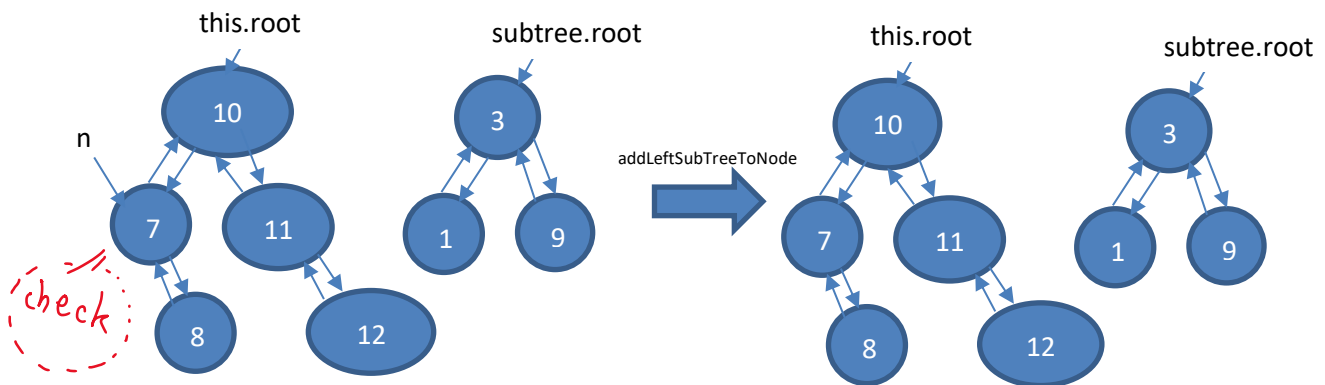 this.root
subtree.root
10
3
n
7
11
1
9
check
8
12
addLeftSubTreeToNode
this.root
subtree.root
10
3
7
11
1
9
8
12